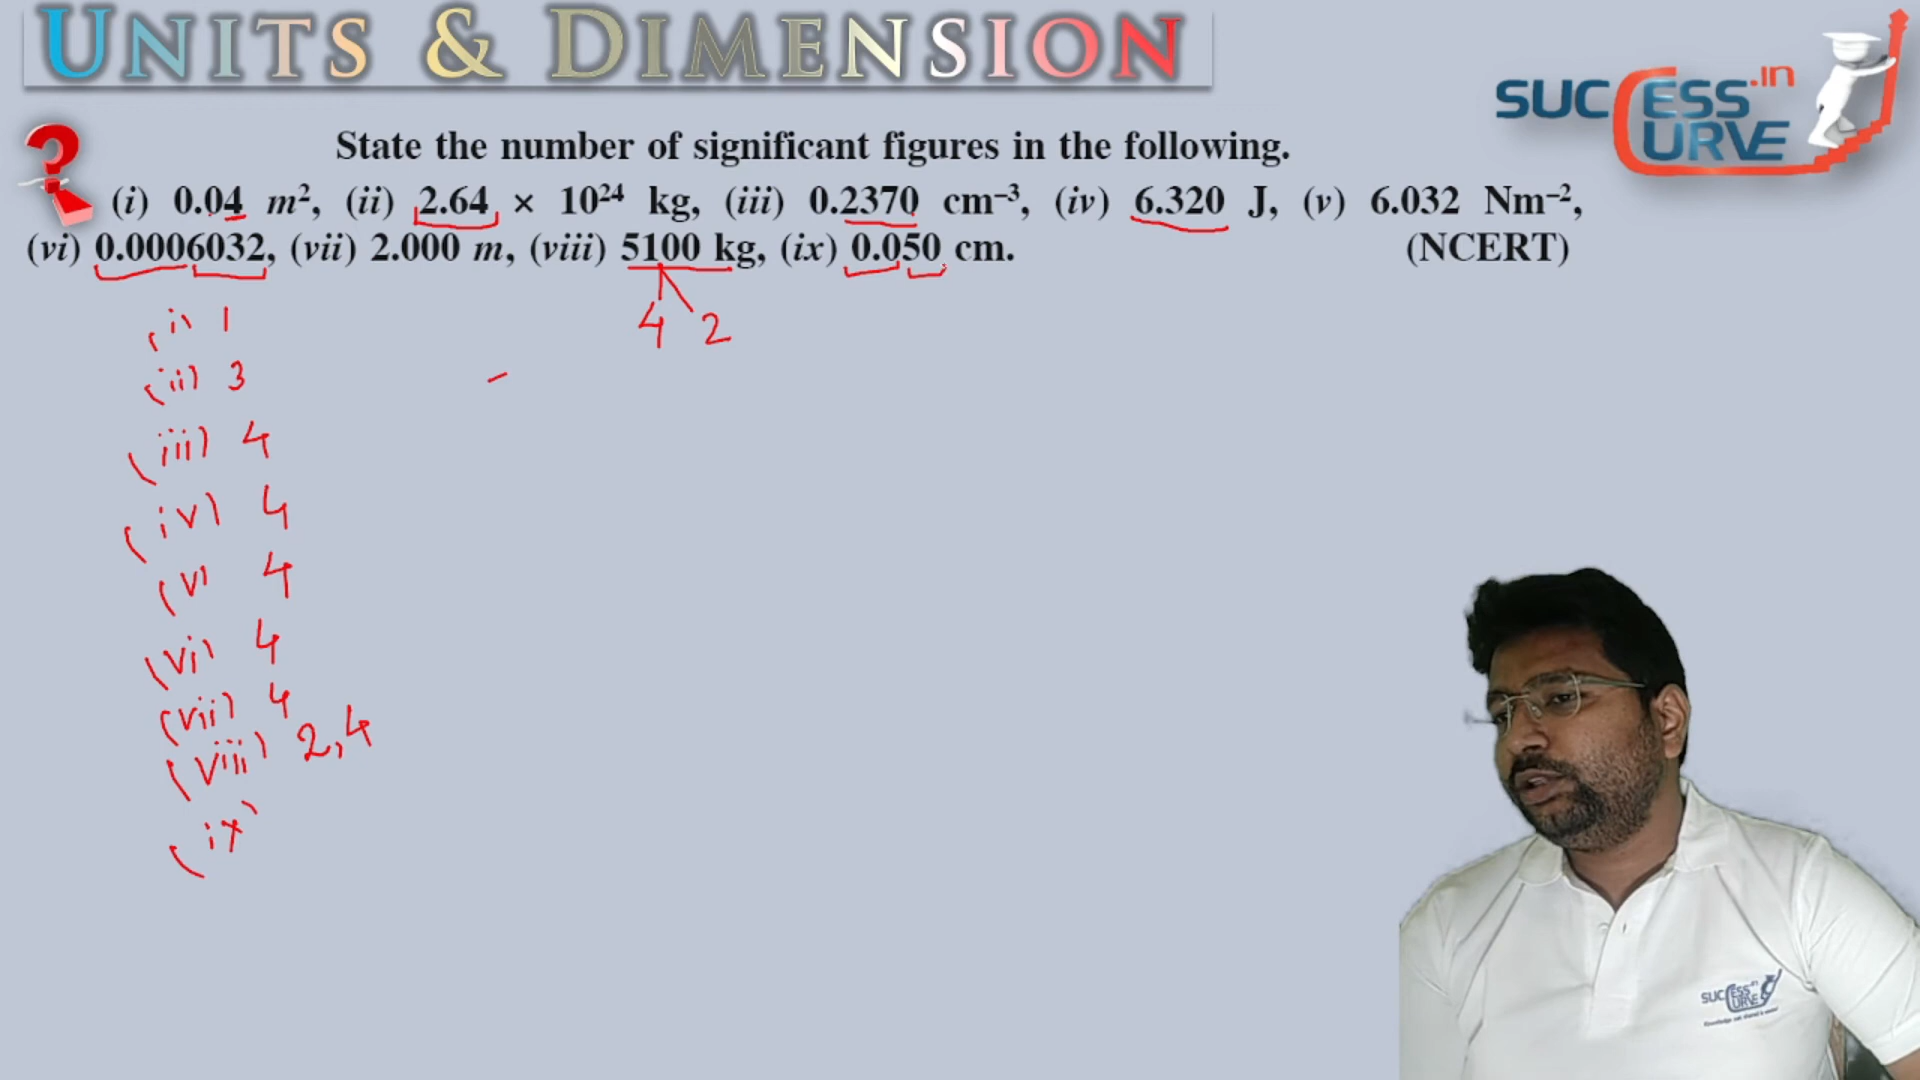 UNITS & DIMENSION
SUCCESS CURVE.in
State the number of significant figures in the following.
(i) 0.04 m², (ii) 2.64 × 10²⁴ kg, (iii) 0.2370 cm⁻³, (iv) 6.320 J, (v) 6.032 Nm⁻²,
(vi) 0.0006032, (vii) 2.000 m, (viii) 5100 kg, (ix) 0.050 cm. (NCERT)
4 2
(i) 1
(ii) 3
(iii) 4
(iv) 4
(v) 4
(vi) 4
(vii) 4
(viii) 2,4
(ix)
SUCCESS CURVE.in